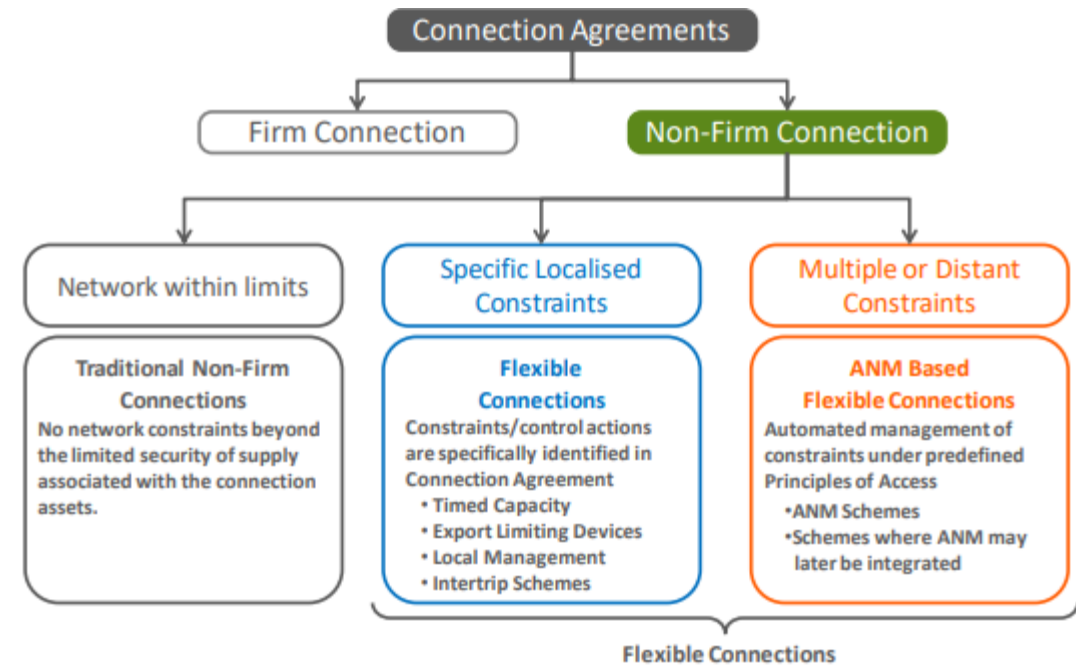 Connection Agreements
Firm Connection
Non-Firm Connection
Network within limits
Specific Localised
Constraints
Multiple or Distant
Constraints
Traditional Non-Firm
Connections
No network constraints beyond
the limited security of supply
associated with the connection
assets.
Flexible
Connections
Constraints/control actions
are specifically identified in
Connection Agreement
• Timed Capacity
• Export Limiting Devices
• Local Management
• Intertrip Schemes
ANM Based
Flexible Connections
Automated management of
constraints under predefined
Principles of Access
•ANM Schemes
•Schemes where ANM may
later be integrated
Flexible Connections